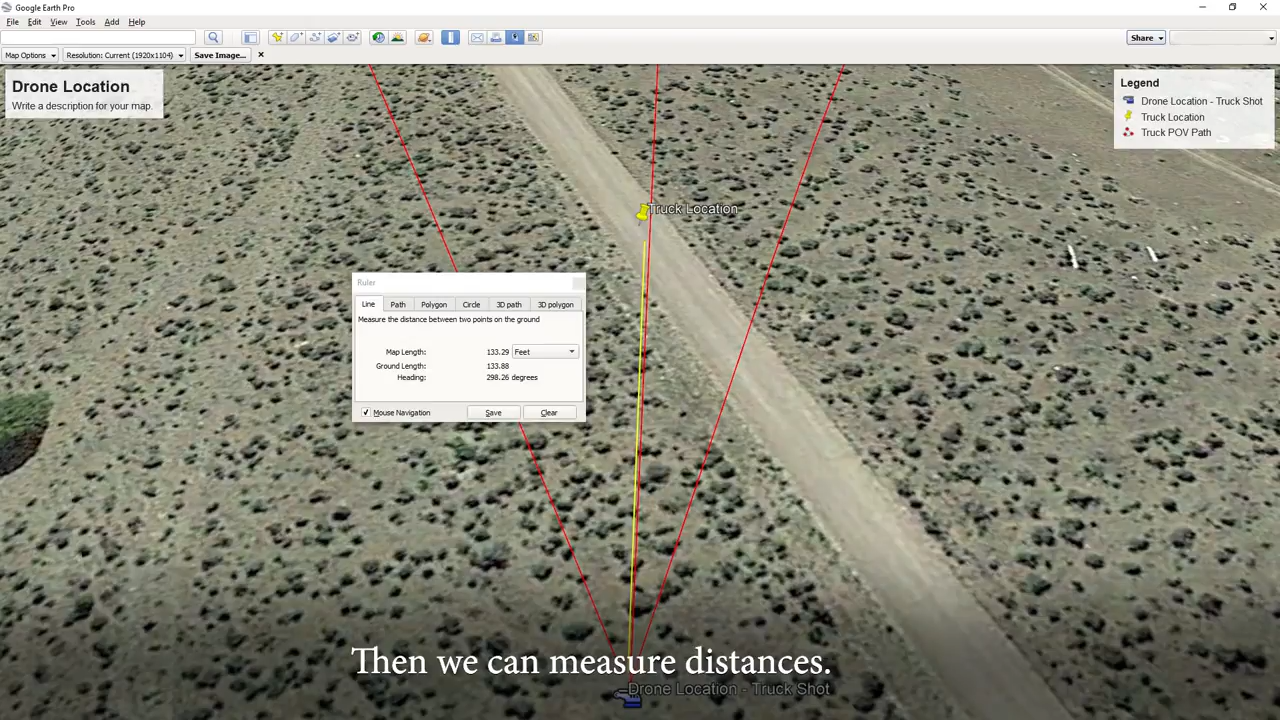 Google Earth Pro
File Edit View Tools Add Help
Share
Map Options Resolution: Current (1920x1104) Save Image...
Drone Location
Write a description for your map.
Legend
Drone Location - Truck Shot
Truck Location
Truck POV Path
Truck Location
Ruler
Line Path Polygon Circle 3D path 3D polygon
Measure the distance between two points on the ground
Map Length: 133.29 Feet
Ground Length: 133.88
Heading: 298.26 degrees
Mouse Navigation Save Clear
Then we can measure distances.
Drone Location - Truck Shot